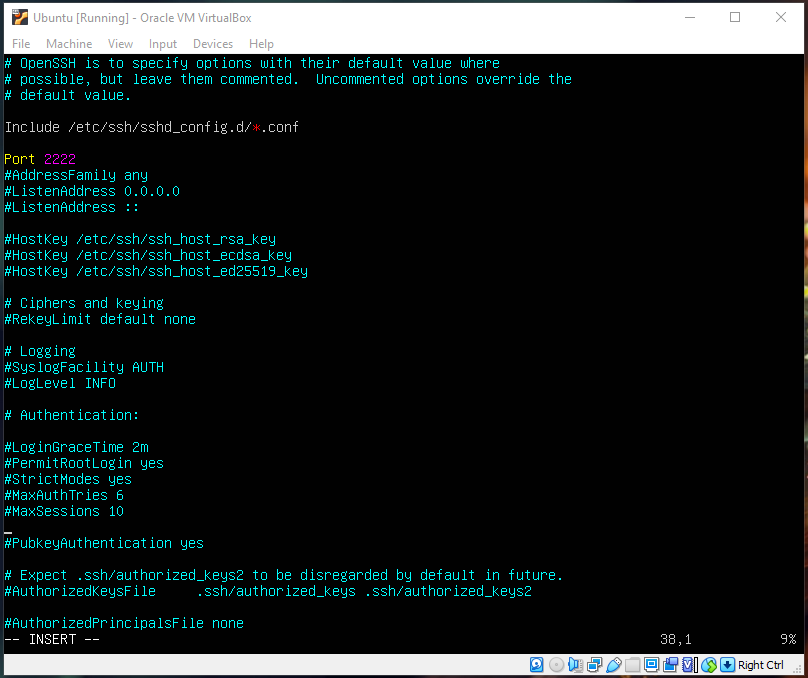 Ubuntu [Running] - Oracle VM VirtualBox
File Machine View Input Devices Help
# OpenSSH is to specify options with their default value where
# possible, but leave them commented.  Uncommented options override the
# default value.
Include /etc/ssh/sshd_config.d/*.conf
Port 2222
#AddressFamily any
#ListenAddress 0.0.0.0
#ListenAddress ::
#HostKey /etc/ssh/ssh_host_rsa_key
#HostKey /etc/ssh/ssh_host_ecdsa_key
#HostKey /etc/ssh/ssh_host_ed25519_key
# Ciphers and keying
#RekeyLimit default none
# Logging
#SyslogFacility AUTH
#LogLevel INFO
# Authentication:
#LoginGraceTime 2m
#PermitRootLogin yes
#StrictModes yes
#MaxAuthTries 6
#MaxSessions 10
#PubkeyAuthentication yes
# Expect .ssh/authorized_keys2 to be disregarded by default in future.
#AuthorizedKeysFile     .ssh/authorized_keys .ssh/authorized_keys2
#AuthorizedPrincipalsFile none
-- INSERT -- 38,1 9%
Right Ctrl